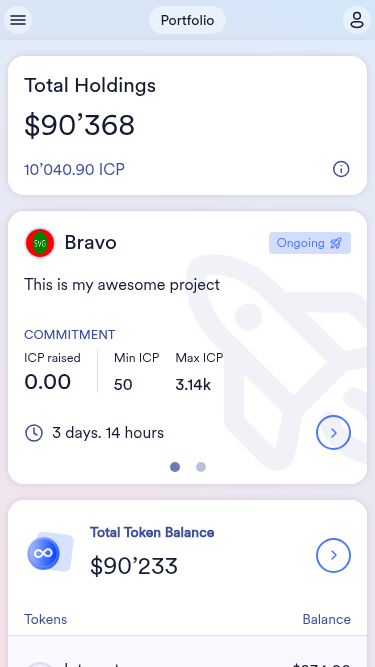 Portfolio
Total Holdings
$90’368
10’040.90 ICP
SVG
Bravo
Ongoing
This is my awesome project
COMMITMENT
ICP raised Min ICP Max ICP
0.00 50 3.14k
3 days, 14 hours
Total Token Balance
$90’233
Tokens Balance